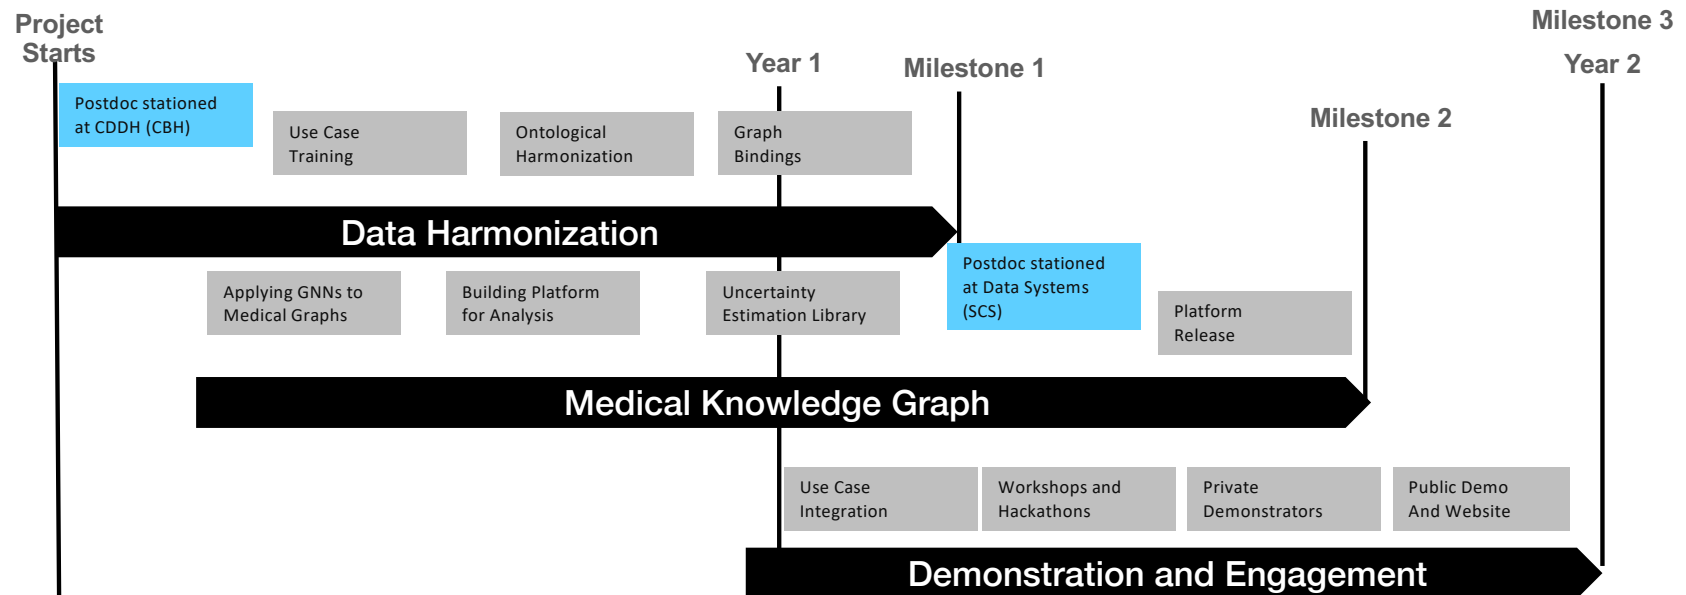 Project
Starts
Year 1
Milestone 1
Milestone 2
Milestone 3
Year 2
Postdoc stationed
at CDDH (CBH)
Use Case
Training
Ontological
Harmonization
Graph
Bindings
Data Harmonization
Applying GNNs to
Medical Graphs
Building Platform
for Analysis
Uncertainty
Estimation Library
Postdoc stationed
at Data Systems
(SCS)
Platform
Release
Medical Knowledge Graph
Use Case
Integration
Workshops and
Hackathons
Private
Demonstrators
Public Demo
And Website
Demonstration and Engagement